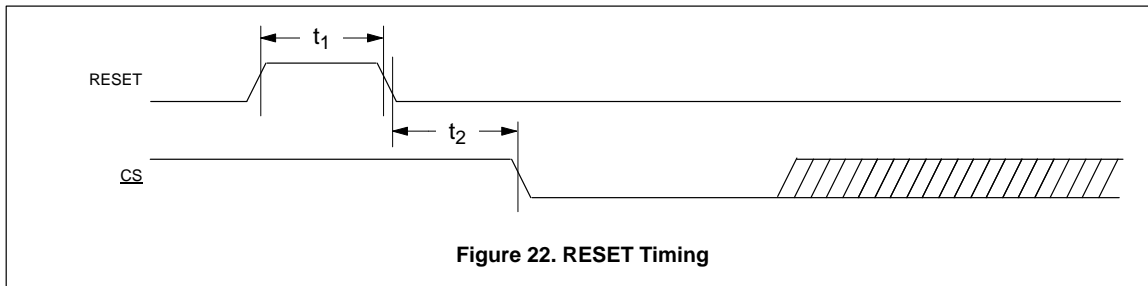 t1
RESET
t2
CS
Figure 22. RESET Timing